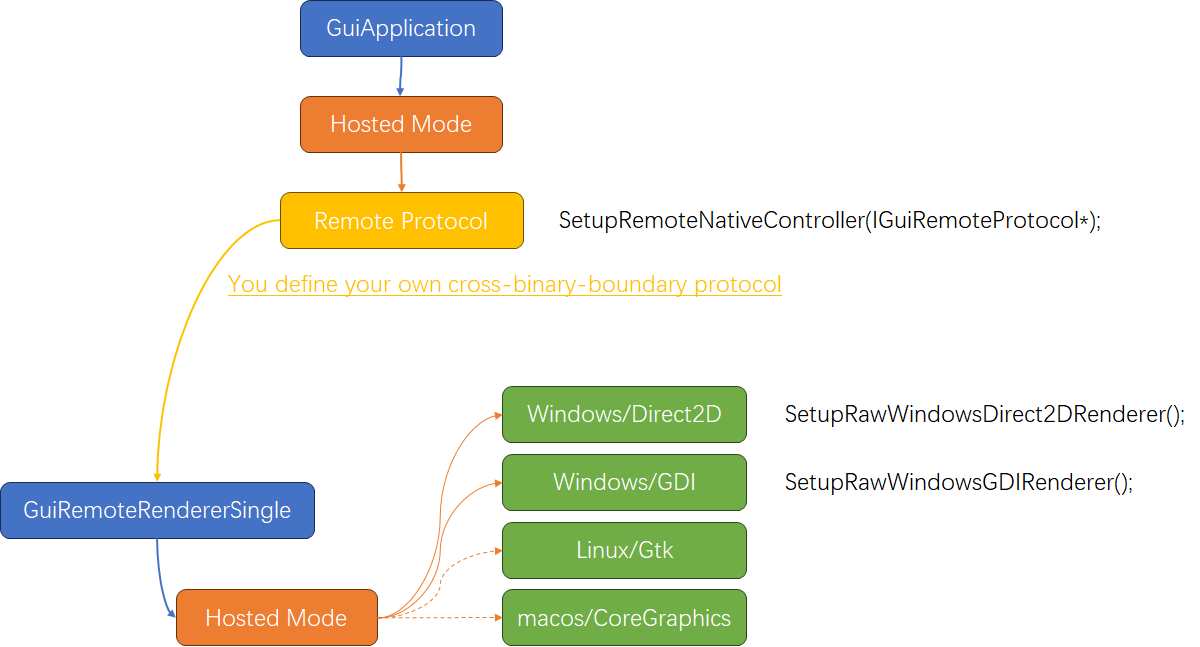 GuiApplication
Hosted Mode
Remote Protocol
SetupRemoteNativeController(IGuiRemoteProtocol*);
You define your own cross-binary-boundary protocol
Windows/Direct2D
SetupRawWindowsDirect2DRenderer();
Windows/GDI
SetupRawWindowsGDIRenderer();
GuiRemoteRendererSingle
Linux/Gtk
Hosted Mode
macos/CoreGraphics